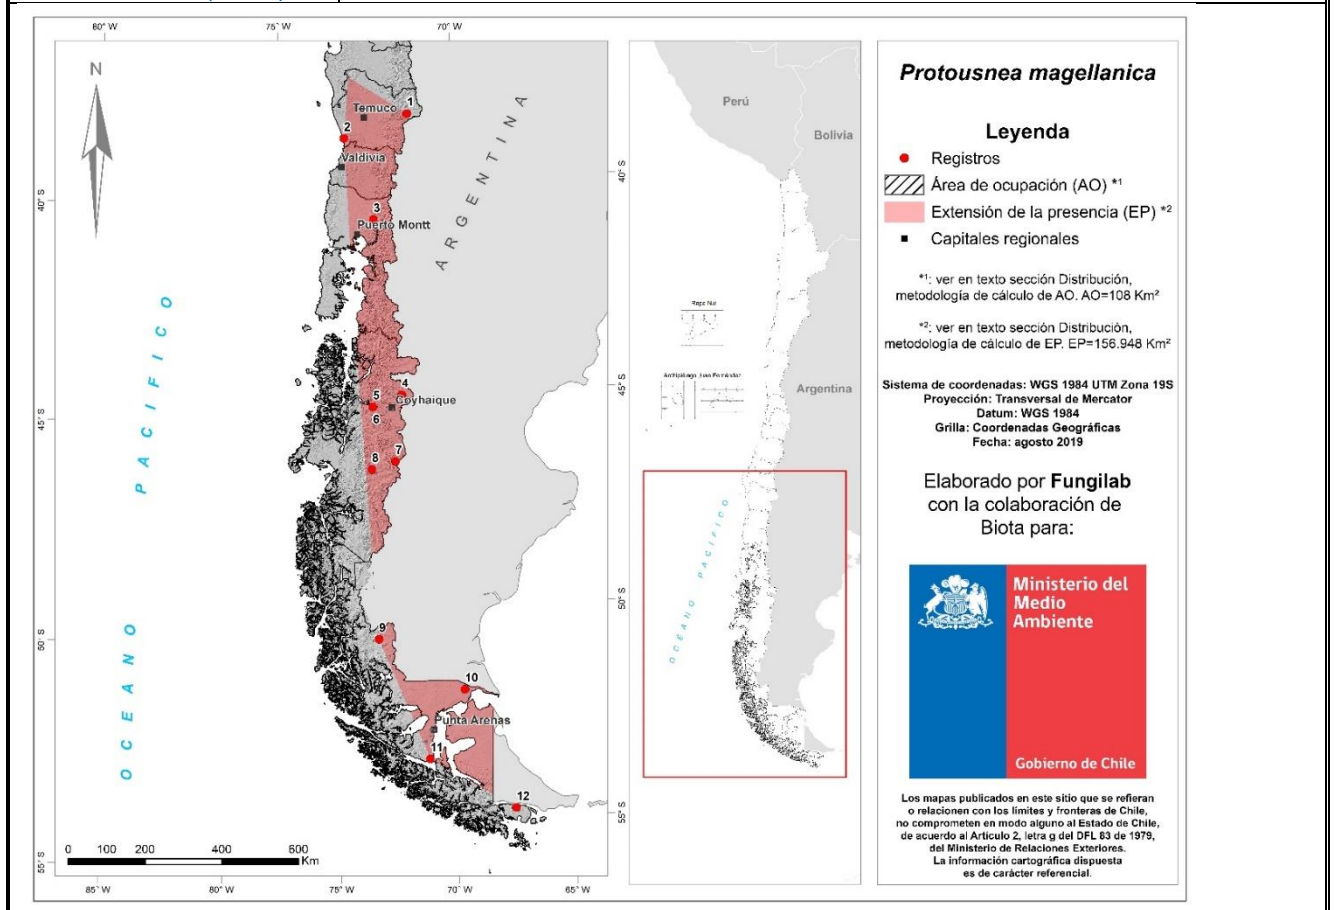 80° W
75° W
70° W
N
1
Temuco
2
Valdivia
40° S
3
Puerto Montt
ARGENTINA
OCEANO PACIFICO
4
5
Coyhaique
6
45° S
7
8
50° S
9
10
Punta Arenas
11
12
55° S
0 100 200 400 600
Km
85° W
80° W
75° W
70° W
65° W
40° S
45° S
50° S
55° S
Perú
Bolivia
Archipiélago Juan Fernández
Argentina
OCÉANO PACIFICO
Protousnea magellanica
Leyenda
Registros
Área de ocupación (AO) *1
Extensión de la presencia (EP) *2
Capitales regionales
*1: ver en texto sección Distribución,
metodología de cálculo de AO. AO=108 Km²
*2: ver en texto sección Distribución,
metodología de cálculo de EP. EP=156.948 Km²
Sistema de coordenadas: WGS 1984 UTM Zona 19S
Proyección: Transversal de Mercator
Datum: WGS 1984
Grilla: Coordenadas Geográficas
Fecha: agosto 2019
Elaborado por Fungilab
con la colaboración de
Biota para:
Ministerio del
Medio
Ambiente
Gobierno de Chile
Los mapas publicados en este sitio que se refieran
o relacionen con los límites y fronteras de Chile,
no comprometen en modo alguno al Estado de Chile,
de acuerdo al Artículo 2, letra g del DFL 83 de 1979,
del Ministerio de Relaciones Exteriores.
La información cartográfica dispuesta
es de carácter referencial.